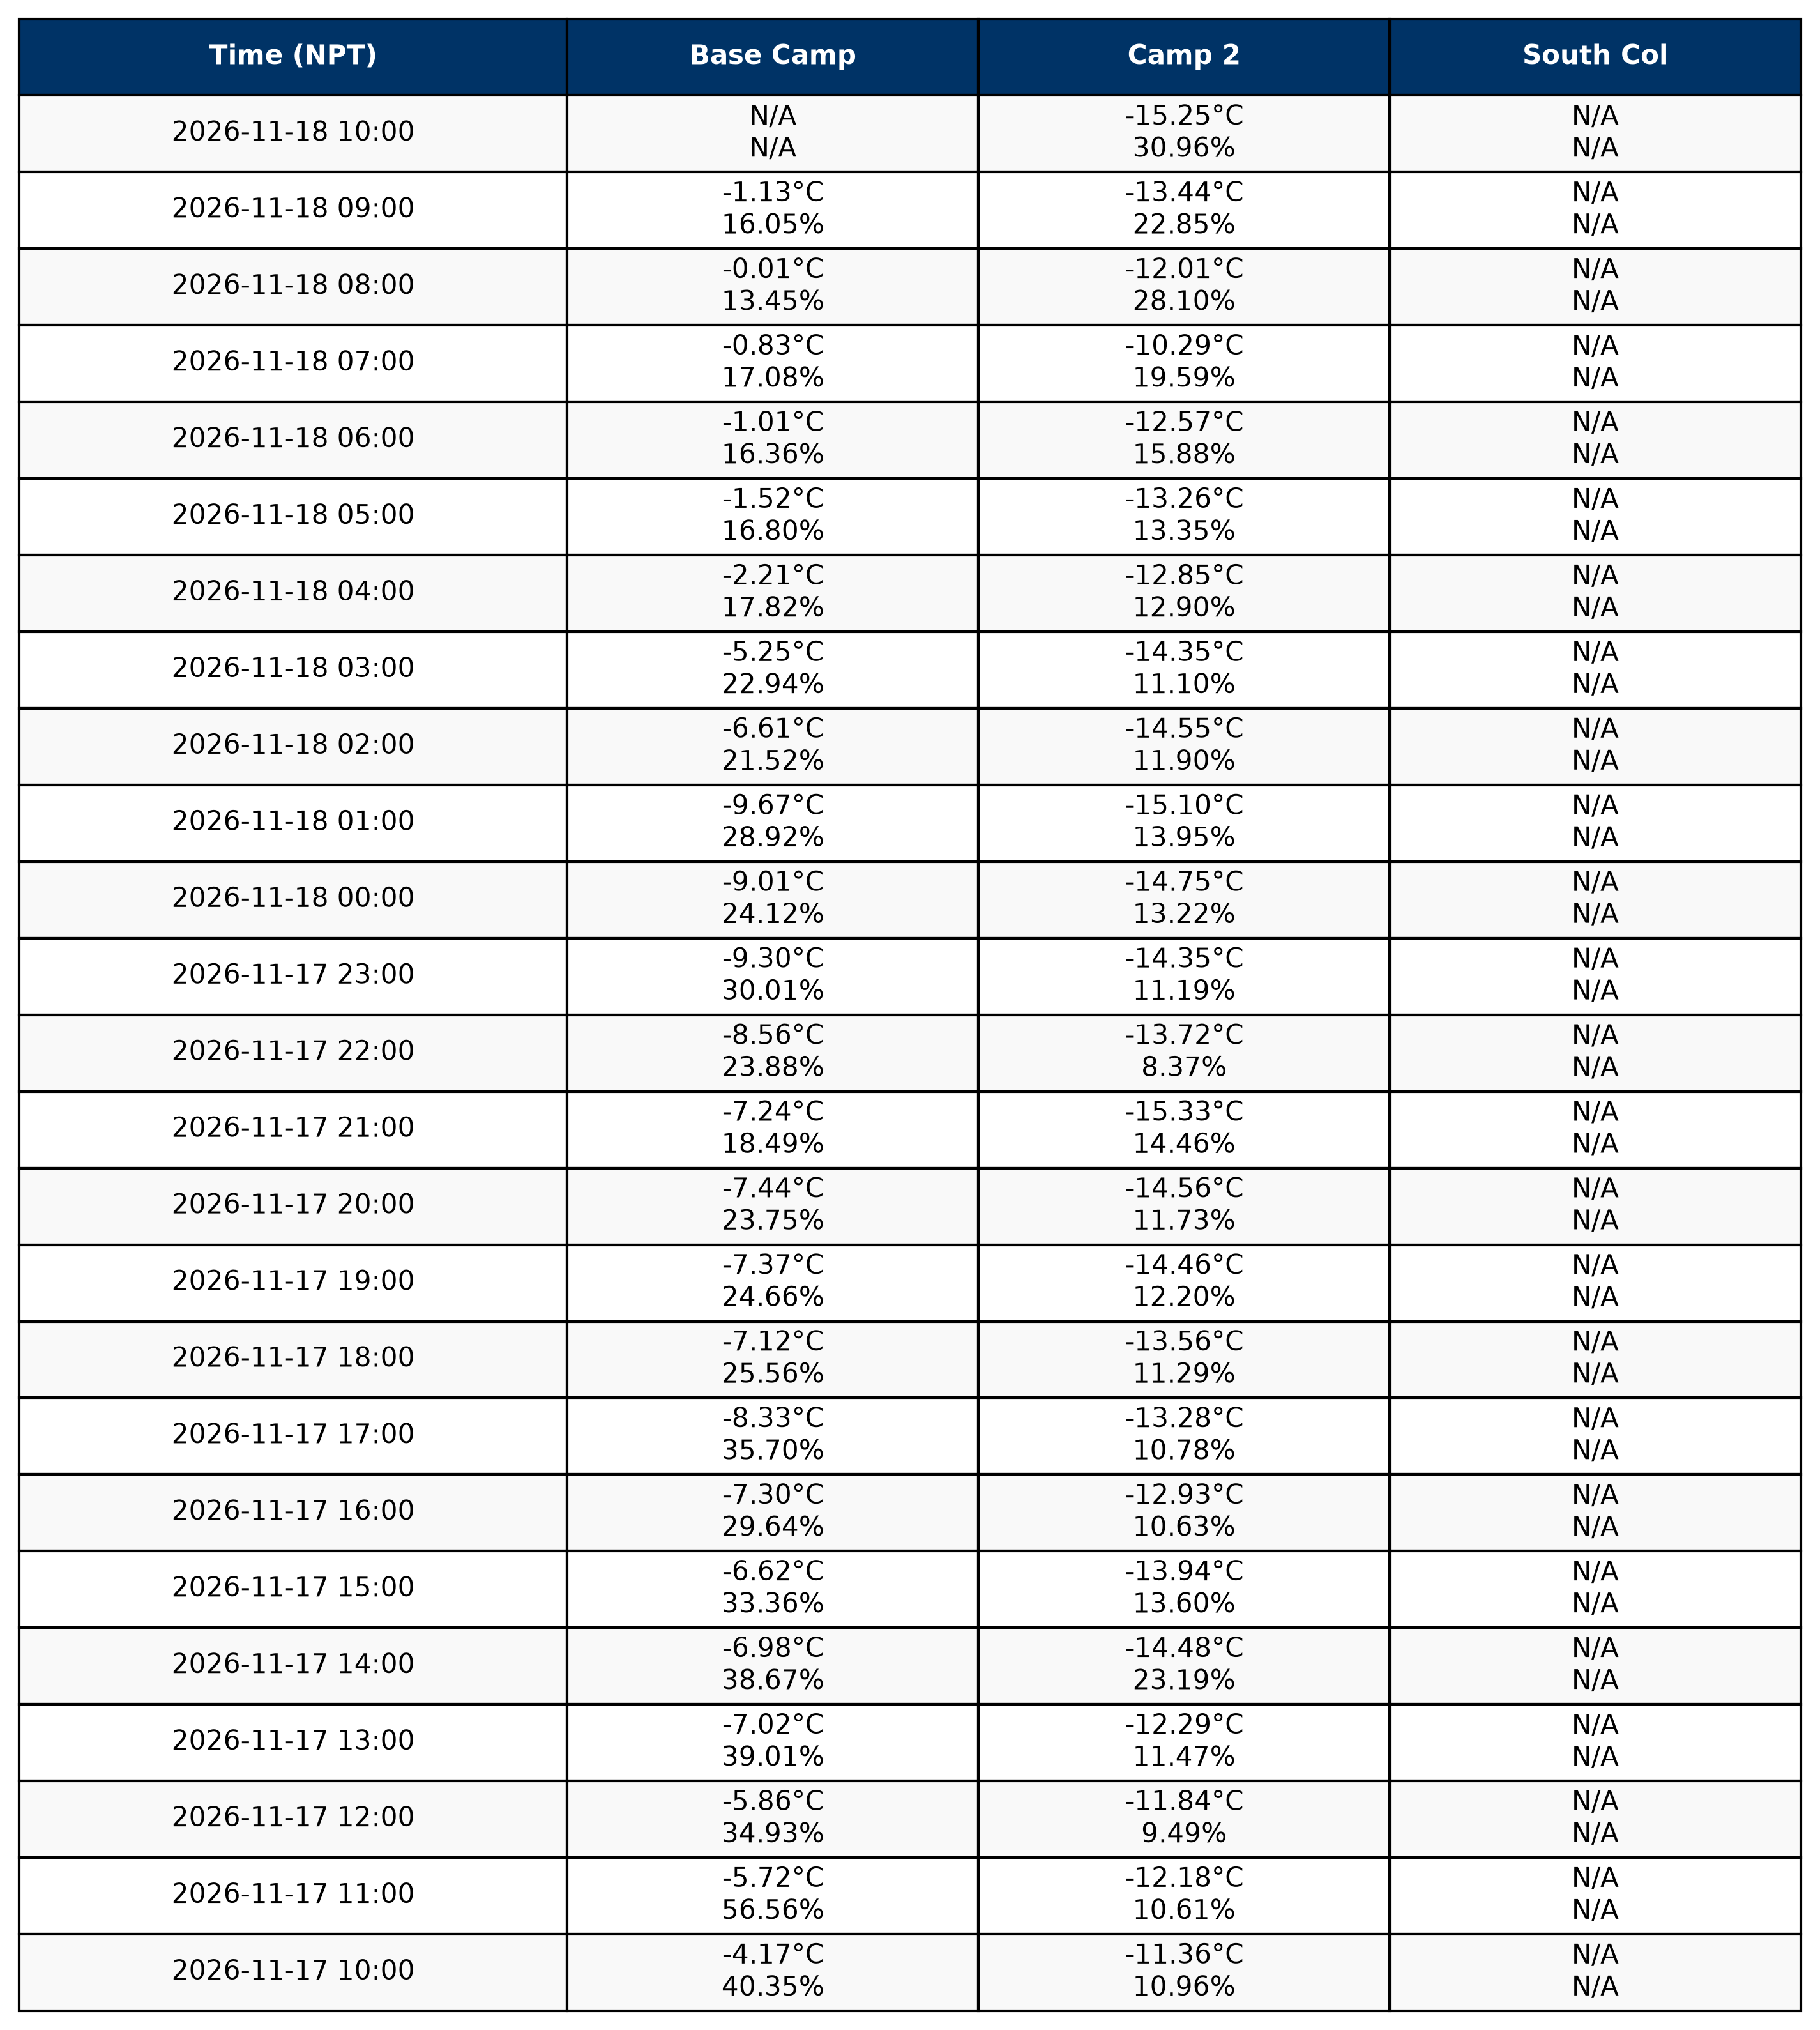 Time (NPT) Base Camp Camp 2 South Col
N/A -15.25°C N/A
2026-11-18 10:00
N/A 30.96% N/A
-1.13°C -13.44°C N/A
2026-11-18 09:00
16.05% 22.85% N/A
-0.01°C -12.01°C N/A
2026-11-18 08:00
13.45% 28.10% N/A
-0.83°C -10.29°C N/A
2026-11-18 07:00
17.08% 19.59% N/A
-1.01°C -12.57°C N/A
2026-11-18 06:00
16.36% 15.88% N/A
-1.52°C -13.26°C N/A
2026-11-18 05:00
16.80% 13.35% N/A
-2.21°C -12.85°C N/A
2026-11-18 04:00
17.82% 12.90% N/A
-5.25°C -14.35°C N/A
2026-11-18 03:00
22.94% 11.10% N/A
-6.61°C -14.55°C N/A
2026-11-18 02:00
21.52% 11.90% N/A
-9.67°C -15.10°C N/A
2026-11-18 01:00
28.92% 13.95% N/A
-9.01°C -14.75°C N/A
2026-11-18 00:00
24.12% 13.22% N/A
-9.30°C -14.35°C N/A
2026-11-17 23:00
30.01% 11.19% N/A
-8.56°C -13.72°C N/A
2026-11-17 22:00
23.88% 8.37% N/A
-7.24°C -15.33°C N/A
2026-11-17 21:00
18.49% 14.46% N/A
-7.44°C -14.56°C N/A
2026-11-17 20:00
23.75% 11.73% N/A
-7.37°C -14.46°C N/A
2026-11-17 19:00
24.66% 12.20% N/A
-7.12°C -13.56°C N/A
2026-11-17 18:00
25.56% 11.29% N/A
-8.33°C -13.28°C N/A
2026-11-17 17:00
35.70% 10.78% N/A
-7.30°C -12.93°C N/A
2026-11-17 16:00
29.64% 10.63% N/A
-6.62°C -13.94°C N/A
2026-11-17 15:00
33.36% 13.60% N/A
-6.98°C -14.48°C N/A
2026-11-17 14:00
38.67% 23.19% N/A
-7.02°C -12.29°C N/A
2026-11-17 13:00
39.01% 11.47% N/A
-5.86°C -11.84°C N/A
2026-11-17 12:00
34.93% 9.49% N/A
-5.72°C -12.18°C N/A
2026-11-17 11:00
56.56% 10.61% N/A
-4.17°C -11.36°C N/A
2026-11-17 10:00
40.35% 10.96% N/A